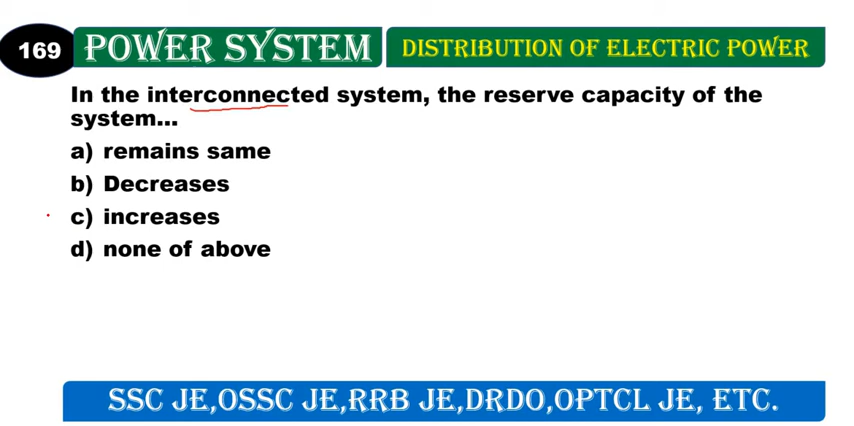 169
POWER SYSTEM
DISTRIBUTION OF ELECTRIC POWER
In the interconnected system, the reserve capacity of the
system...
a) remains same
b) Decreases
c) increases
d) none of above
SSC JE,OSSC JE,RRB JE,DRDO,OPTCL JE, ETC.